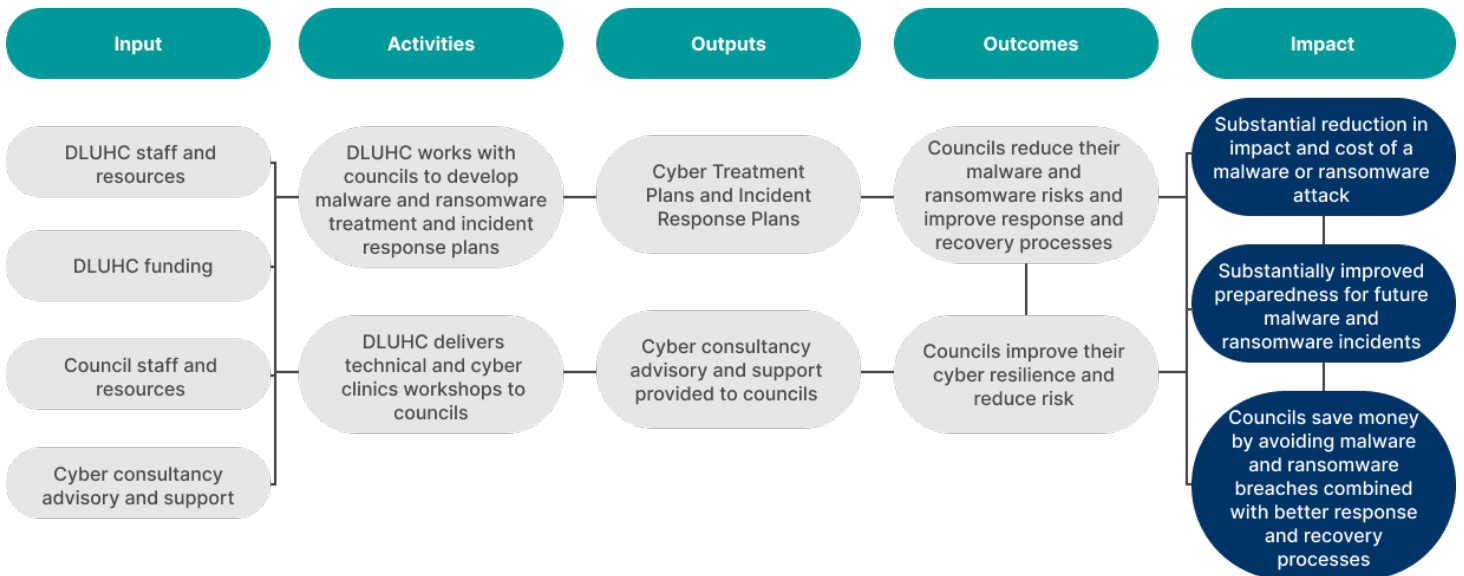 Input
Activities
Outputs
Outcomes
Impact
DLUHC staff and
resources
DLUHC funding
Council staff and
resources
Cyber consultancy
advisory and support
DLUHC works with
councils to develop
malware and ransomware
treatment and incident
response plans
DLUHC delivers
technical and cyber
clinics workshops to
councils
Cyber Treatment
Plans and Incident
Response Plans
Cyber consultancy
advisory and support
provided to councils
Councils reduce their
malware and
ransomware risks and
improve response and
recovery processes
Councils improve their
cyber resilience and
reduce risk
Substantial reduction in
impact and cost of a
malware or ransomware
attack
Substantially improved
preparedness for future
malware and
ransomware incidents
Councils save money
by avoiding malware
and ransomware
breaches combined
with better response
and recovery
processes